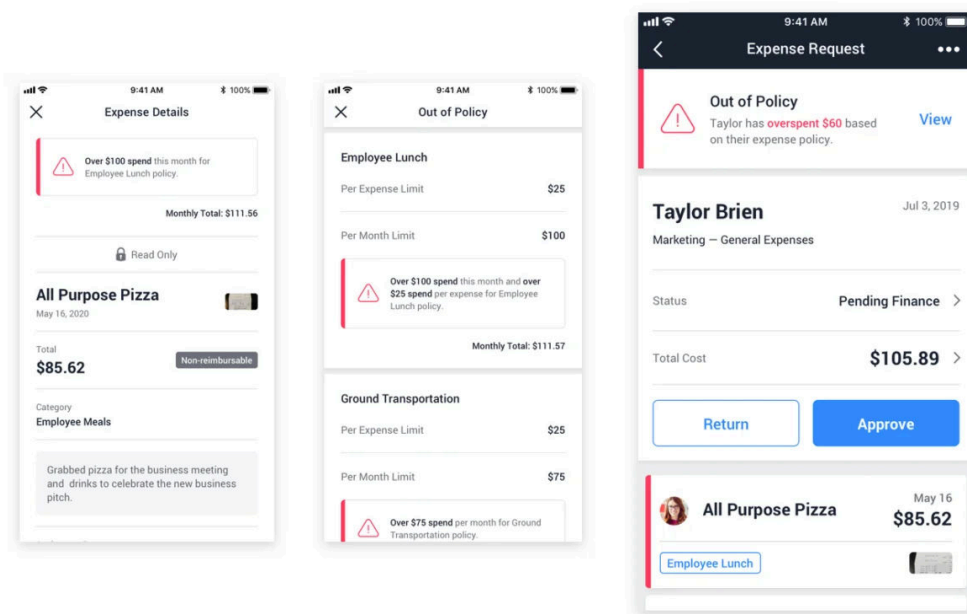 9:41 AM
100%
Expense Details
Over $100 spend this month for
Employee Lunch policy.
Monthly Total: $111.56
Read Only
All Purpose Pizza
May 16, 2020
Total
$85.62
Non-reimbursable
Category
Employee Meals
Grabbed pizza for the business meeting
and drinks to celebrate the new business
pitch.
9:41 AM
100%
Out of Policy
Employee Lunch
Per Expense Limit
$25
Per Month Limit
$100
Over $100 spend this month and over
$25 spend per expense for Employee
Lunch policy.
Monthly Total: $111.57
Ground Transportation
Per Expense Limit
$25
Per Month Limit
$75
Over $75 spend per month for Ground
Transportation policy.
9:41 AM
100%
Expense Request
Out of Policy
Taylor has overspent $60 based
on their expense policy.
View
Taylor Brien
Jul 3, 2019
Marketing — General Expenses
Status
Pending Finance
Total Cost
$105.89
Return
Approve
All Purpose Pizza
May 16
$85.62
Employee Lunch